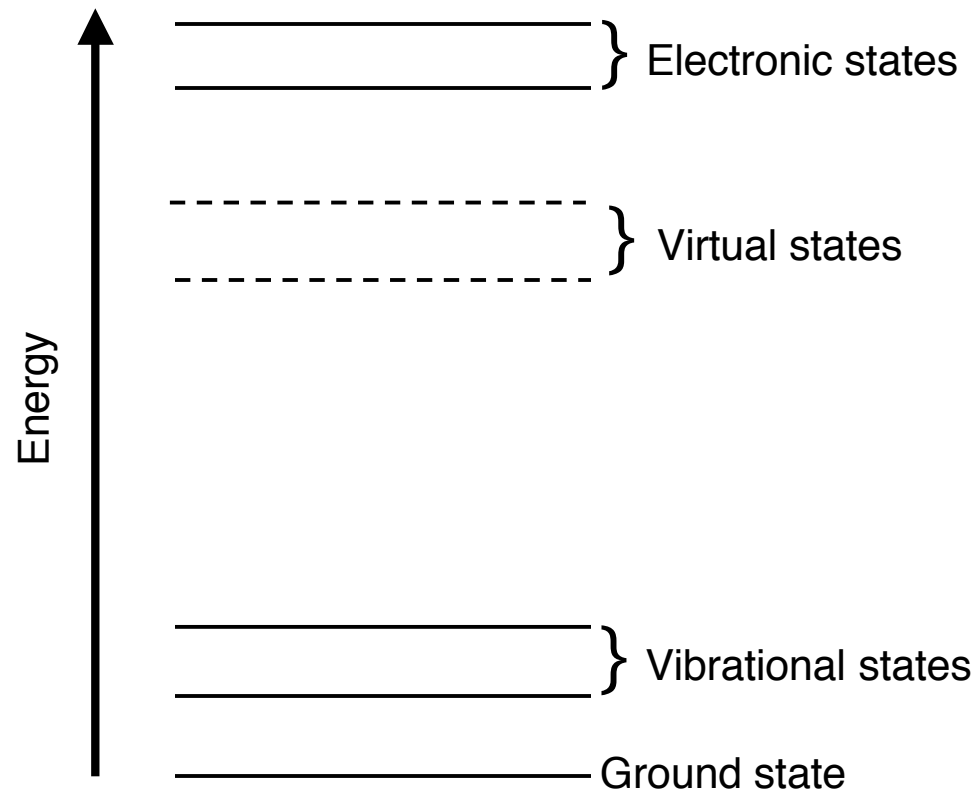 Electronic states
Virtual states
Energy
Vibrational states
Ground state